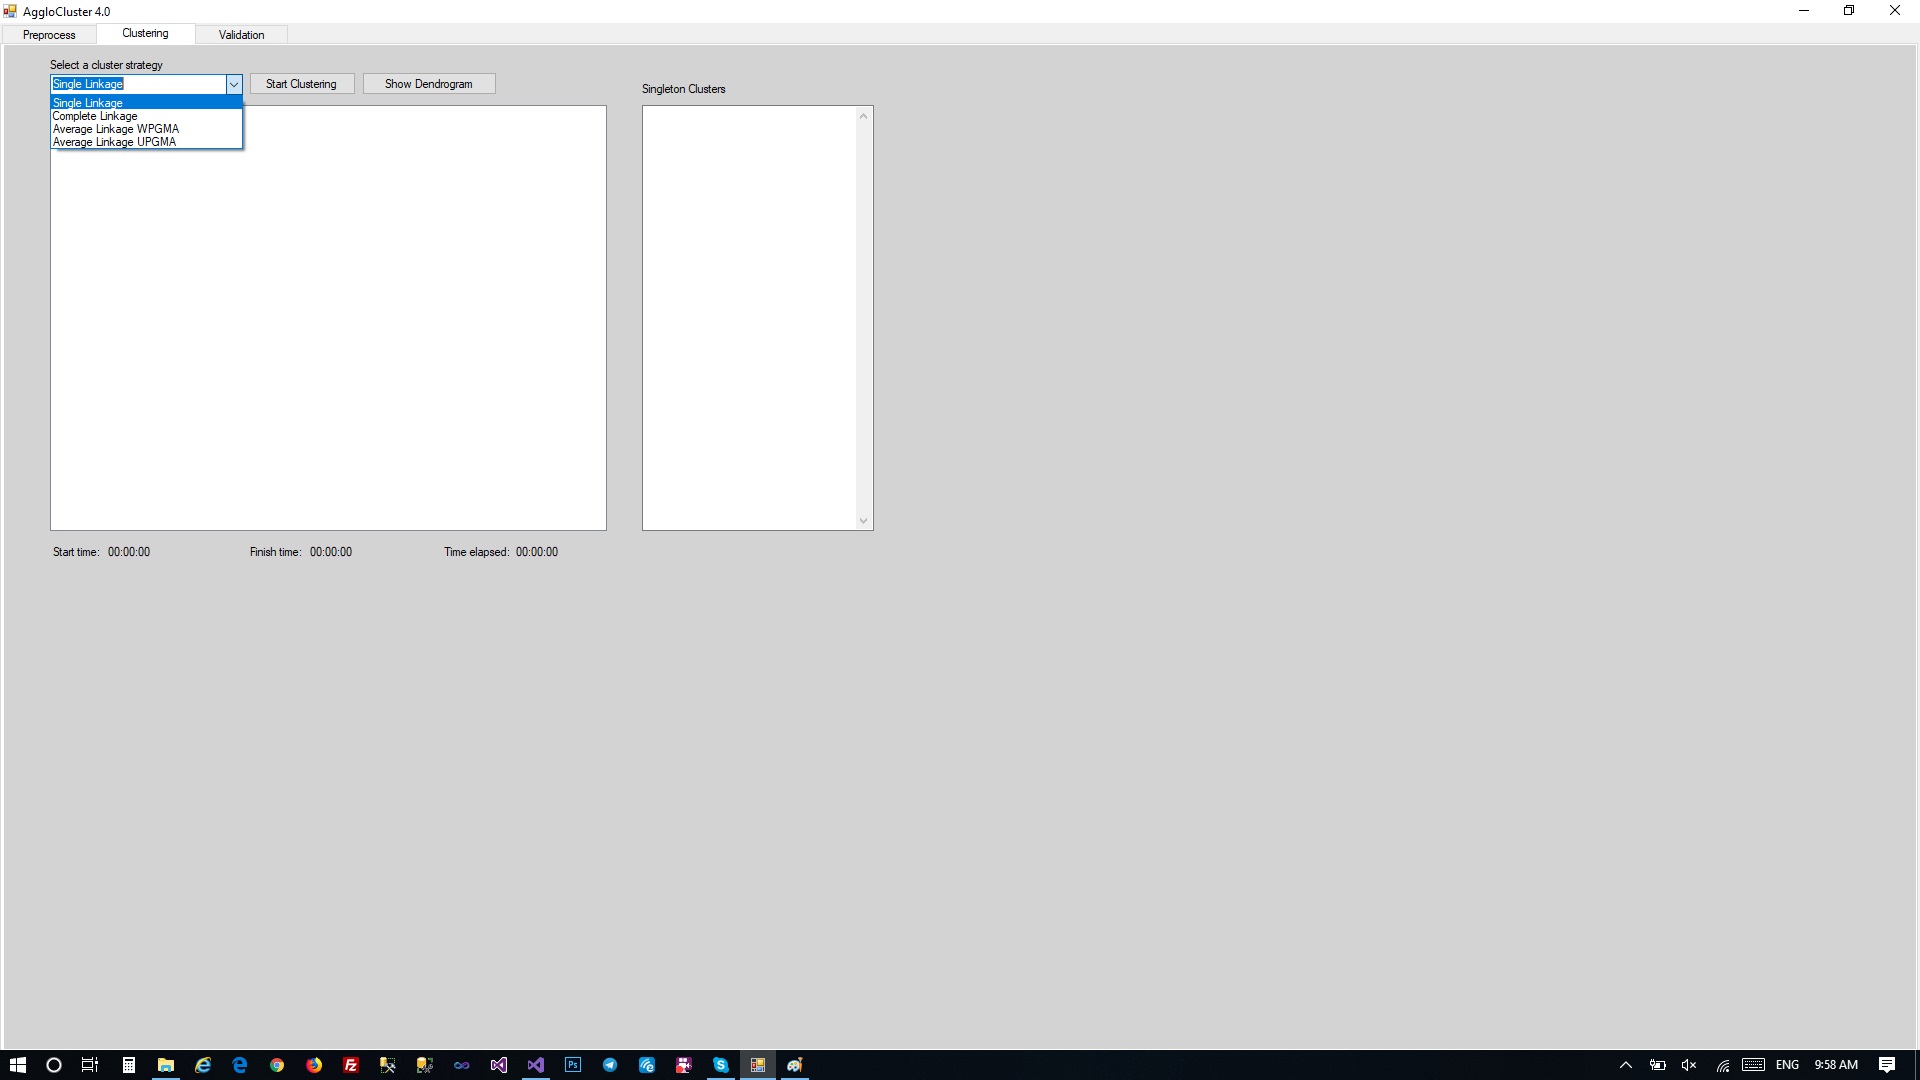 AggloCluster 4.0
Preprocess Clustering Validation
Select a cluster strategy
Single Linkage Start Clustering Show Dendrogram
Singleton Clusters
Single Linkage
Complete Linkage
Average Linkage WPGMA
Average Linkage UPGMA
Start time: 00:00:00 Finish time: 00:00:00 Time elapsed: 00:00:00
Ps ENG 9:58 AM